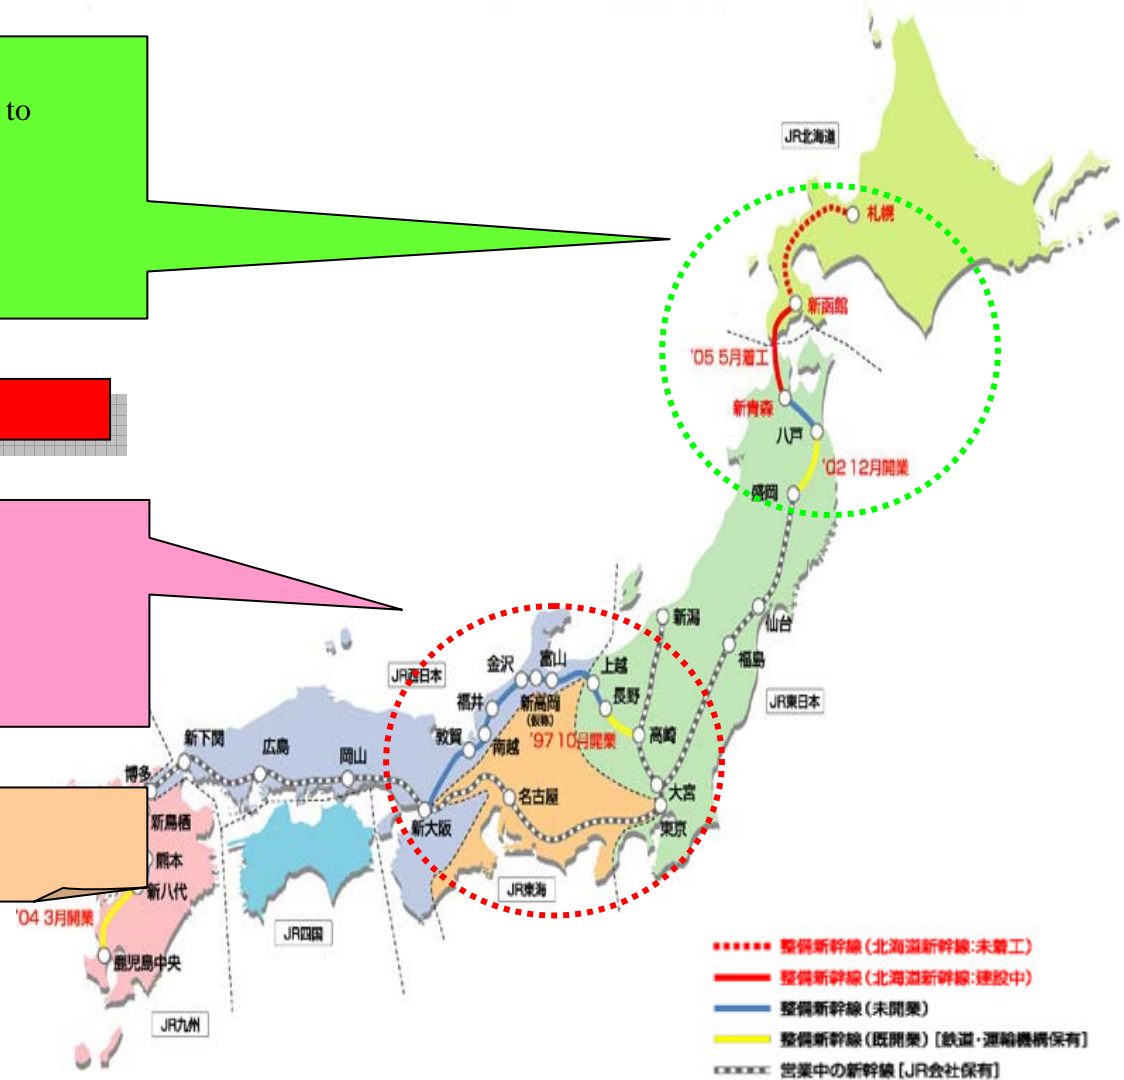 to
JR北海道
札幌
新函館
'05 5月着工
新青森
八戸
'02 12月開業
盛岡
新潟
仙台
福島
JR東日本
金沢
富山
上越
JR西日本
福井
新高岡
(仮称)
長野
敦賀
南越
'97 10月開業
高崎
新下関
広島
岡山
博多
名古屋
大宮
新大阪
東京
新鳥栖
熊本
新八代
JR東海
'04 3月開業
JR四国
鹿児島中央
JR九州
整備新幹線(北海道新幹線:未着工)
整備新幹線(北海道新幹線:建設中)
整備新幹線(未開業)
整備新幹線(既開業)[鉄道・運輸機構保有]
営業中の新幹線[JR会社保有]